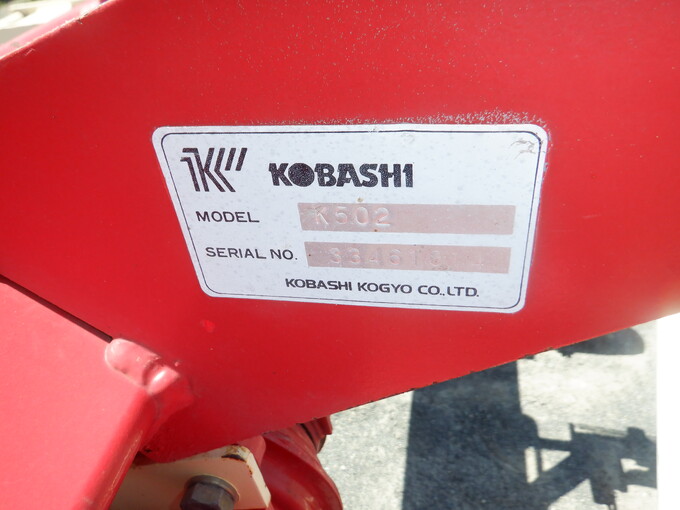 KOBASHI
MODEL K502
SERIAL NO.
KOBASHI KOGYO CO.,LTD.